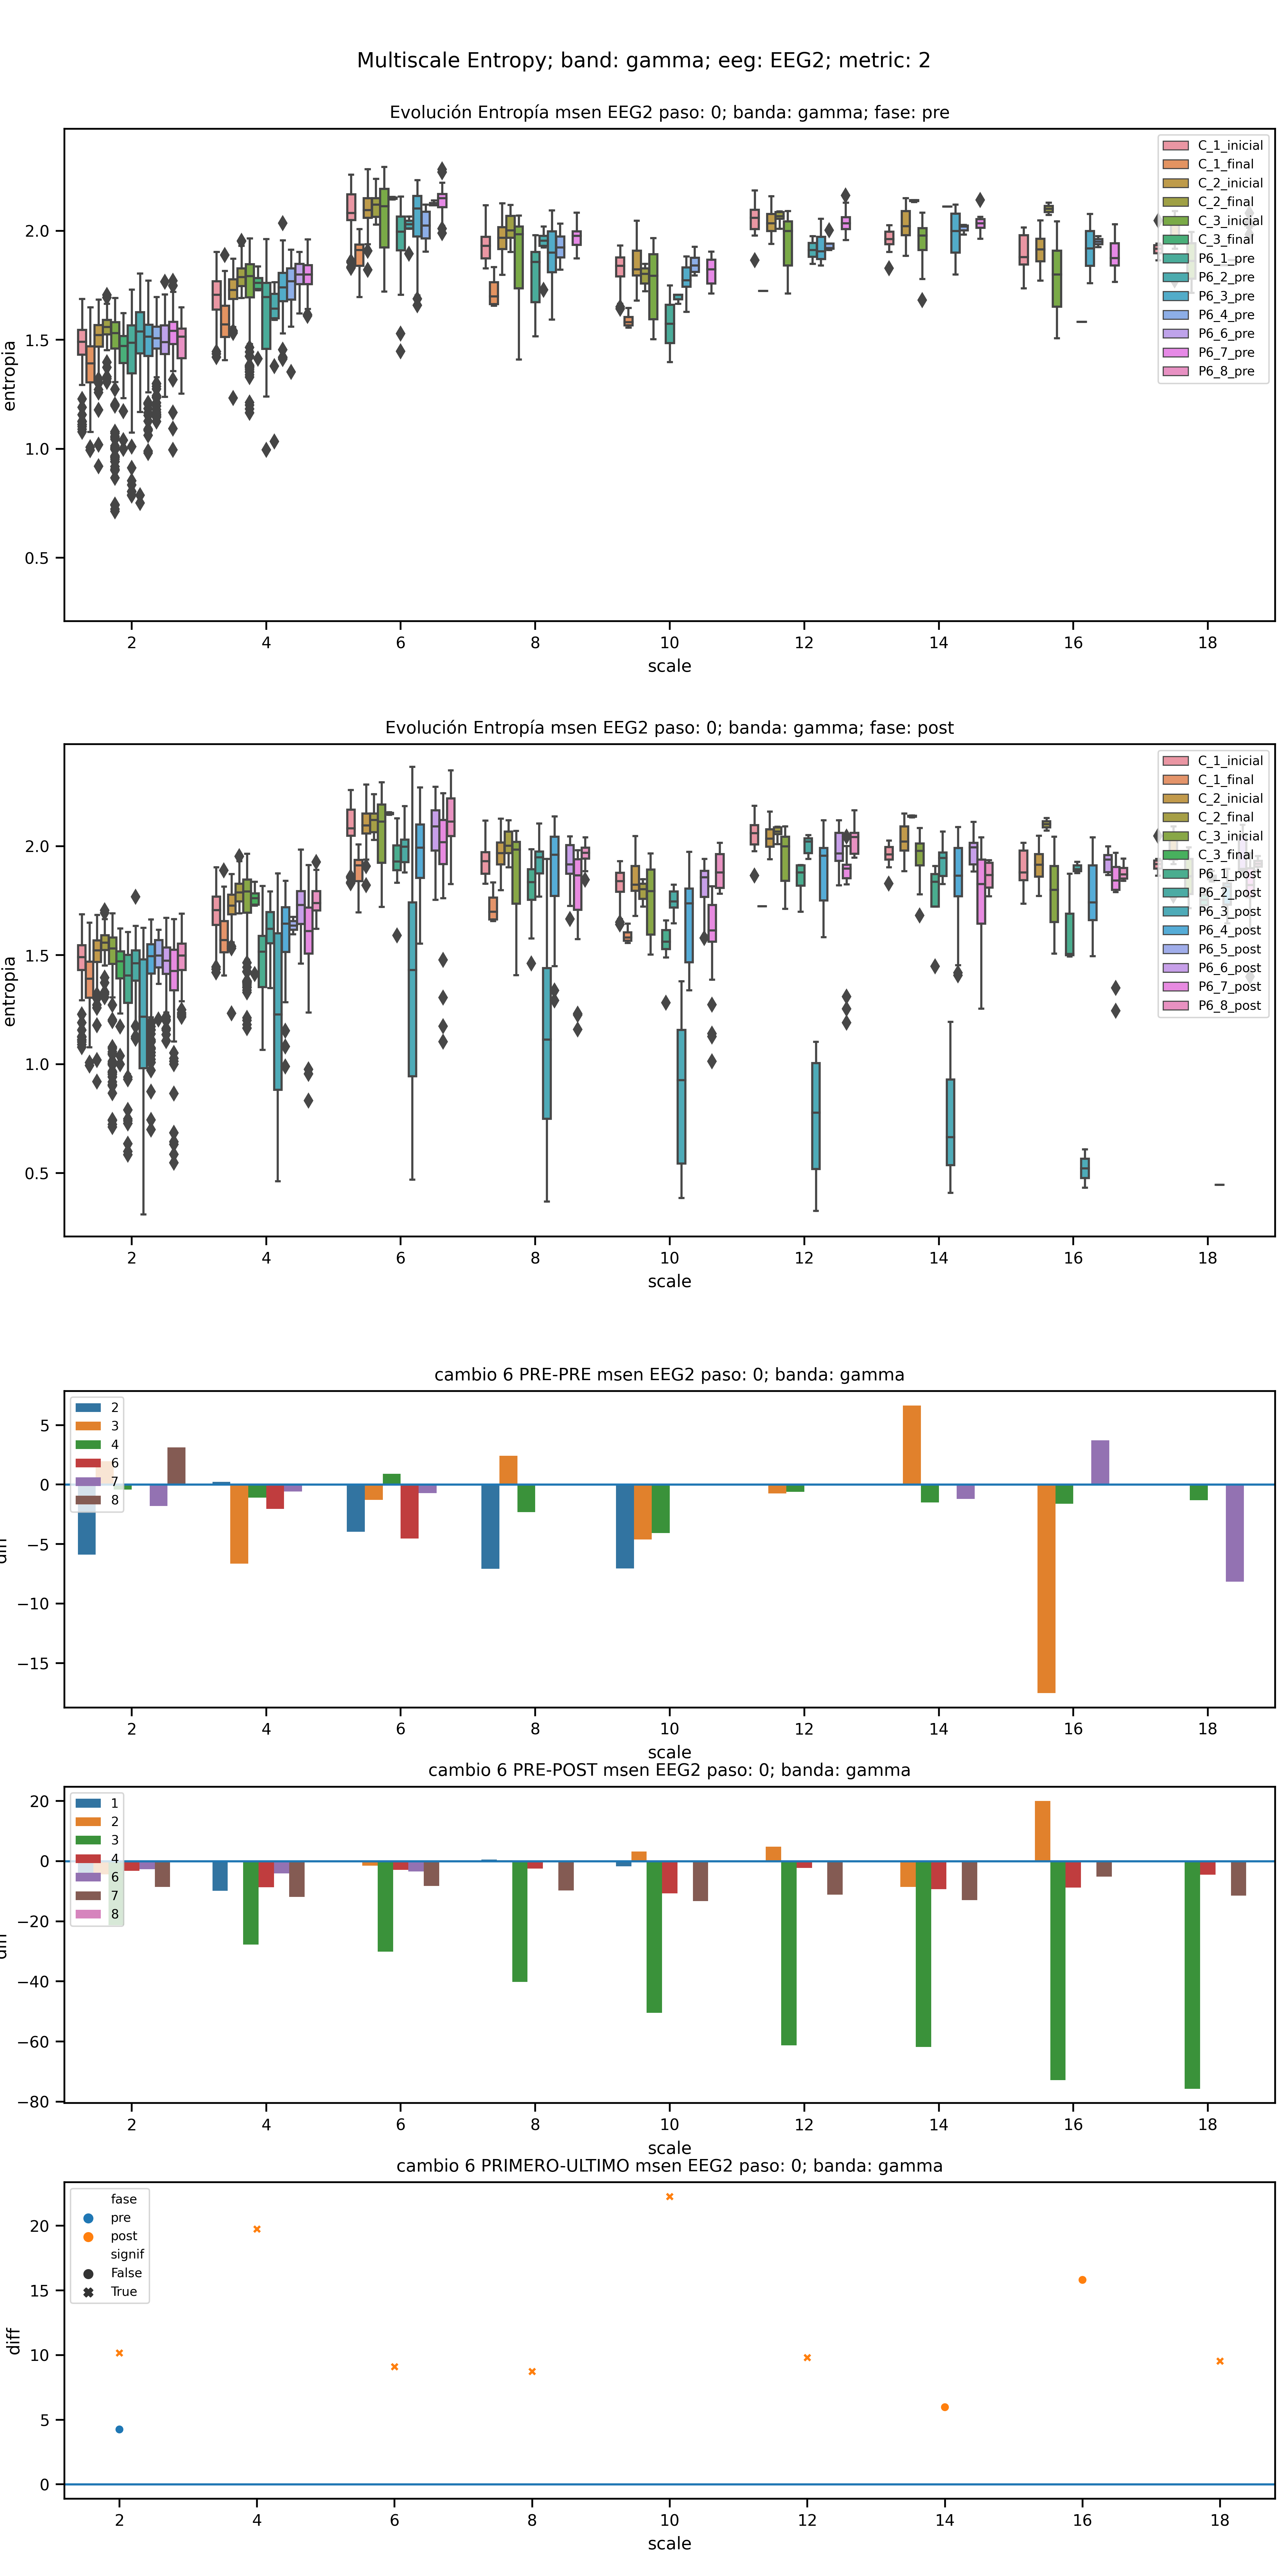 Multiscale Entropy; band: gamma; eeg: EEG2; metric: 2
Evolución Entropía msen EEG2 paso: 0; banda: gamma; fase: pre
entropia
2.0
1.5
1.0
0.5
C_1_inicial
C_1_final
C_2_inicial
C_2_final
C_3_inicial
C_3_final
P6_1_pre
P6_2_pre
P6_3_pre
P6_4_pre
P6_6_pre
P6_7_pre
P6_8_pre
2 4 6 8 10 12 14 16 18
scale
Evolución Entropía msen EEG2 paso: 0; banda: gamma; fase: post
entropia
2.0
1.5
1.0
0.5
C_1_inicial
C_1_final
C_2_inicial
C_2_final
C_3_inicial
C_3_final
P6_1_post
P6_2_post
P6_3_post
P6_4_post
P6_5_post
P6_6_post
P6_7_post
P6_8_post
2 4 6 8 10 12 14 16 18
scale
cambio 6 PRE-PRE msen EEG2 paso: 0; banda: gamma
diff
5
0
−5
−10
−15
2
3
4
6
7
8
2 4 6 8 10 12 14 16 18
scale
cambio 6 PRE-POST msen EEG2 paso: 0; banda: gamma
diff
20
0
−20
−40
−60
−80
1
2
3
4
6
7
8
2 4 6 8 10 12 14 16 18
scale
cambio 6 PRIMERO-ULTIMO msen EEG2 paso: 0; banda: gamma
diff
20
15
10
5
0
fase
pre
post
signif
False
True
2 4 6 8 10 12 14 16 18
scale